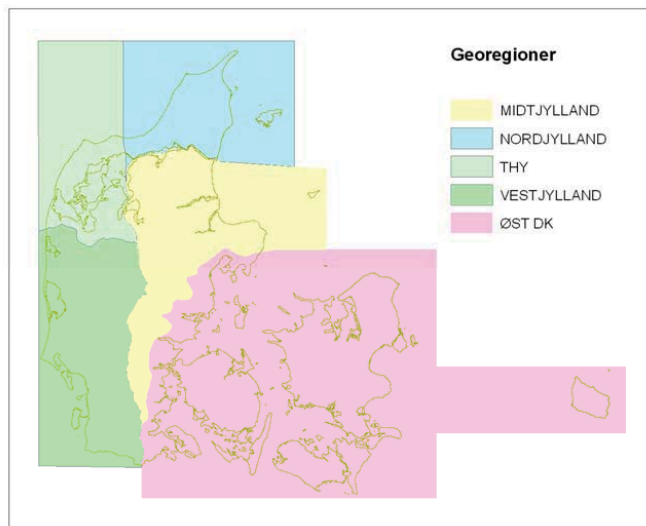 Georegioner
MIDTJYLLAND
NORDJYLLAND
THY
VESTJYLLAND
ØST DK